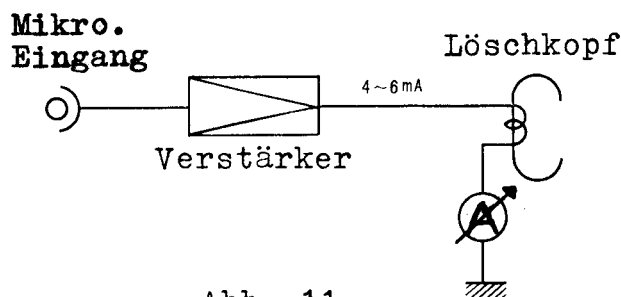 Mikro.
Eingang
Löschkopf
4~6mA
Verstärker
A
Abb. 11